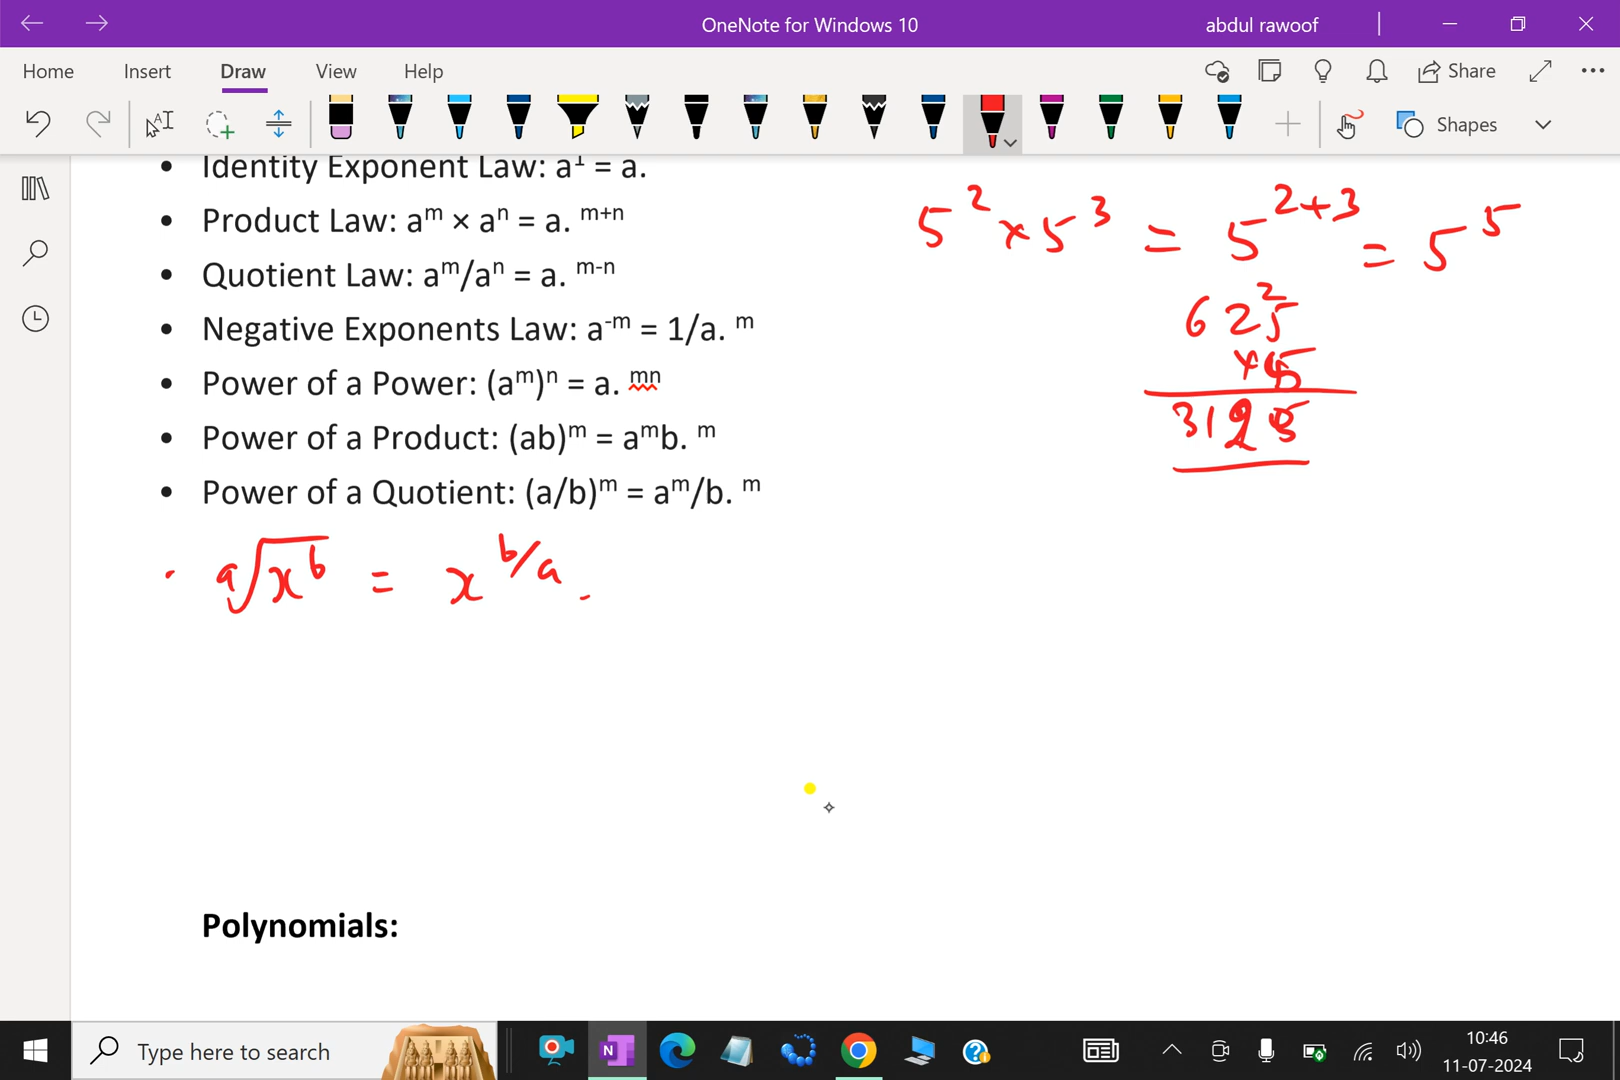 OneNote for Windows 10
abdul rawoof
Home Insert Draw View Help
Share
Shapes
• Identity Exponent Law: a¹ = a.
• Product Law: aᵐ × aⁿ = a. ᵐ⁺ⁿ
• Quotient Law: aᵐ/aⁿ = a. ᵐ⁻ⁿ
• Negative Exponents Law: a⁻ᵐ = 1/a. ᵐ
• Power of a Power: (aᵐ)ⁿ = a. ᵐⁿ
• Power of a Product: (ab)ᵐ = aᵐb. ᵐ
• Power of a Quotient: (a/b)ᵐ = aᵐ/b. ᵐ
· ᵃ√xᵇ = x^b/a.
5² × 5³ = 5²⁺³ = 5⁵
2
625
×5
3125
Polynomials:
Type here to search
10:46
11-07-2024